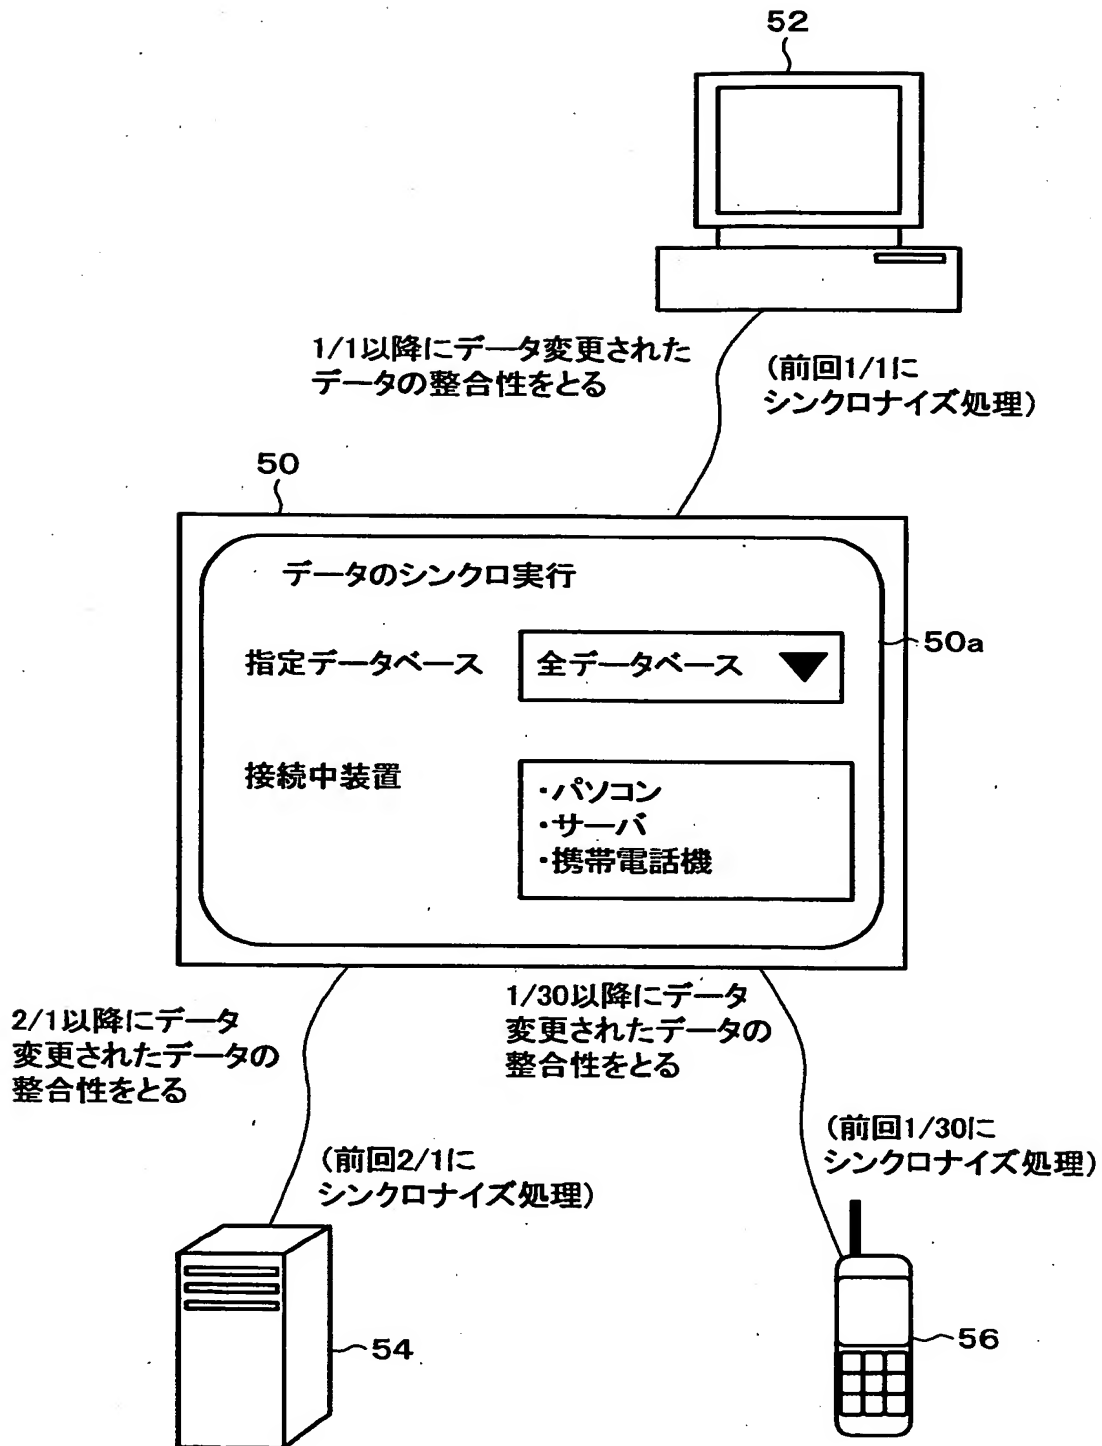 52
1/1以降にデータ変更された
データの整合性をとる
(前回1/1に
シンクロナイズ処理)
50
データのシンクロ実行
50a
指定データベース
全データベース ▼
接続中装置
・パソコン
・サーバ
・携帯電話機
2/1以降にデータ
変更されたデータの
整合性をとる
1/30以降にデータ
変更されたデータの
整合性をとる
(前回2/1に
シンクロナイズ処理)
(前回1/30に
シンクロナイズ処理)
54
56